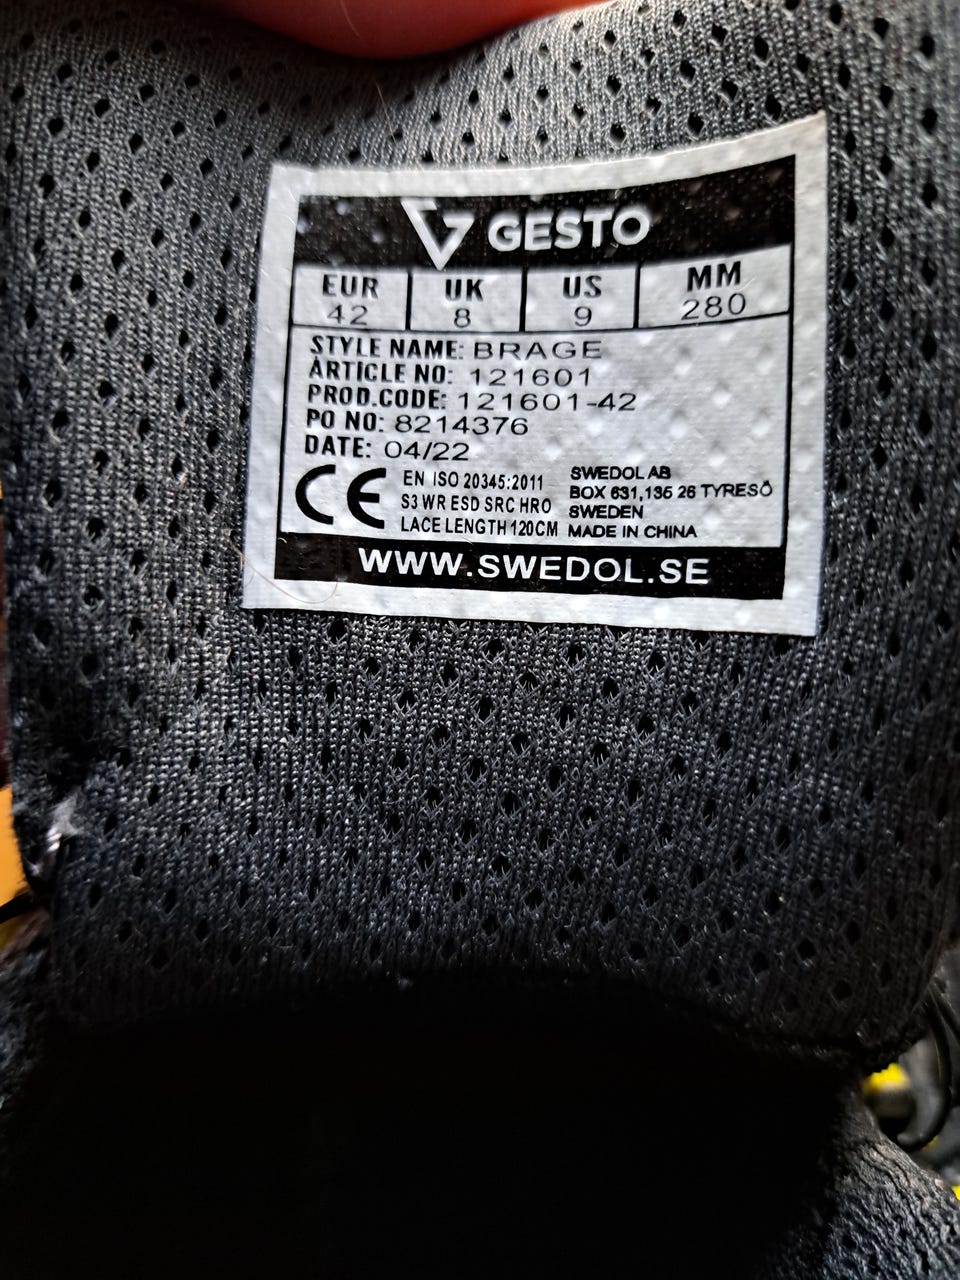 GESTO
EUR UK US MM
42 8 9 280
STYLE NAME: BRAGE
ARTICLE NO: 121601
PROD.CODE: 121601-42
PO NO: 8214376
DATE: 04/22
CE
EN ISO 20345:2011
S3 WR ESD SRC HRO
LACE LENGTH 120CM
SWEDOL AB
BOX 631,135 26 TYRESÖ
SWEDEN
MADE IN CHINA
WWW.SWEDOL.SE